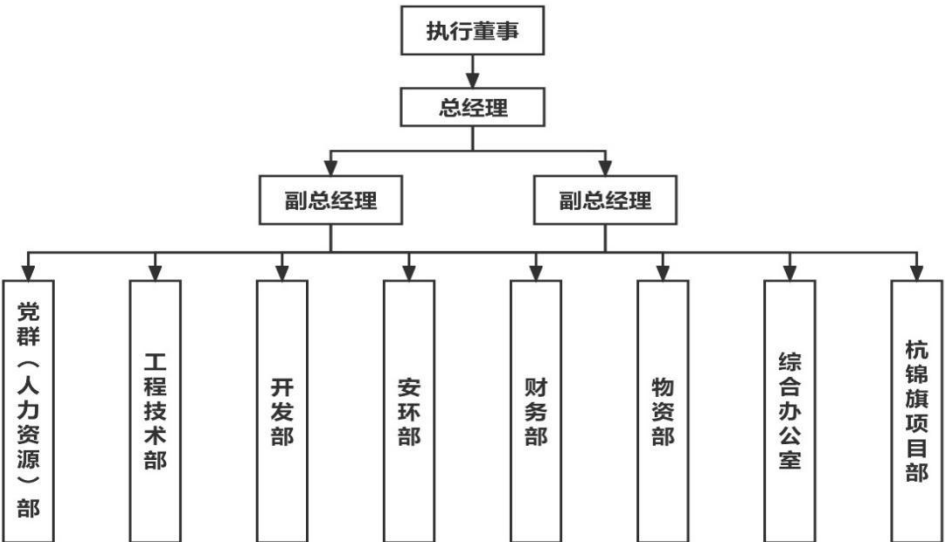 执行董事
总经理
副总经理
副总经理
党群（人力资源）部
工程技术部
开发部
安环部
财务部
物资部
综合办公室
杭锦旗项目部